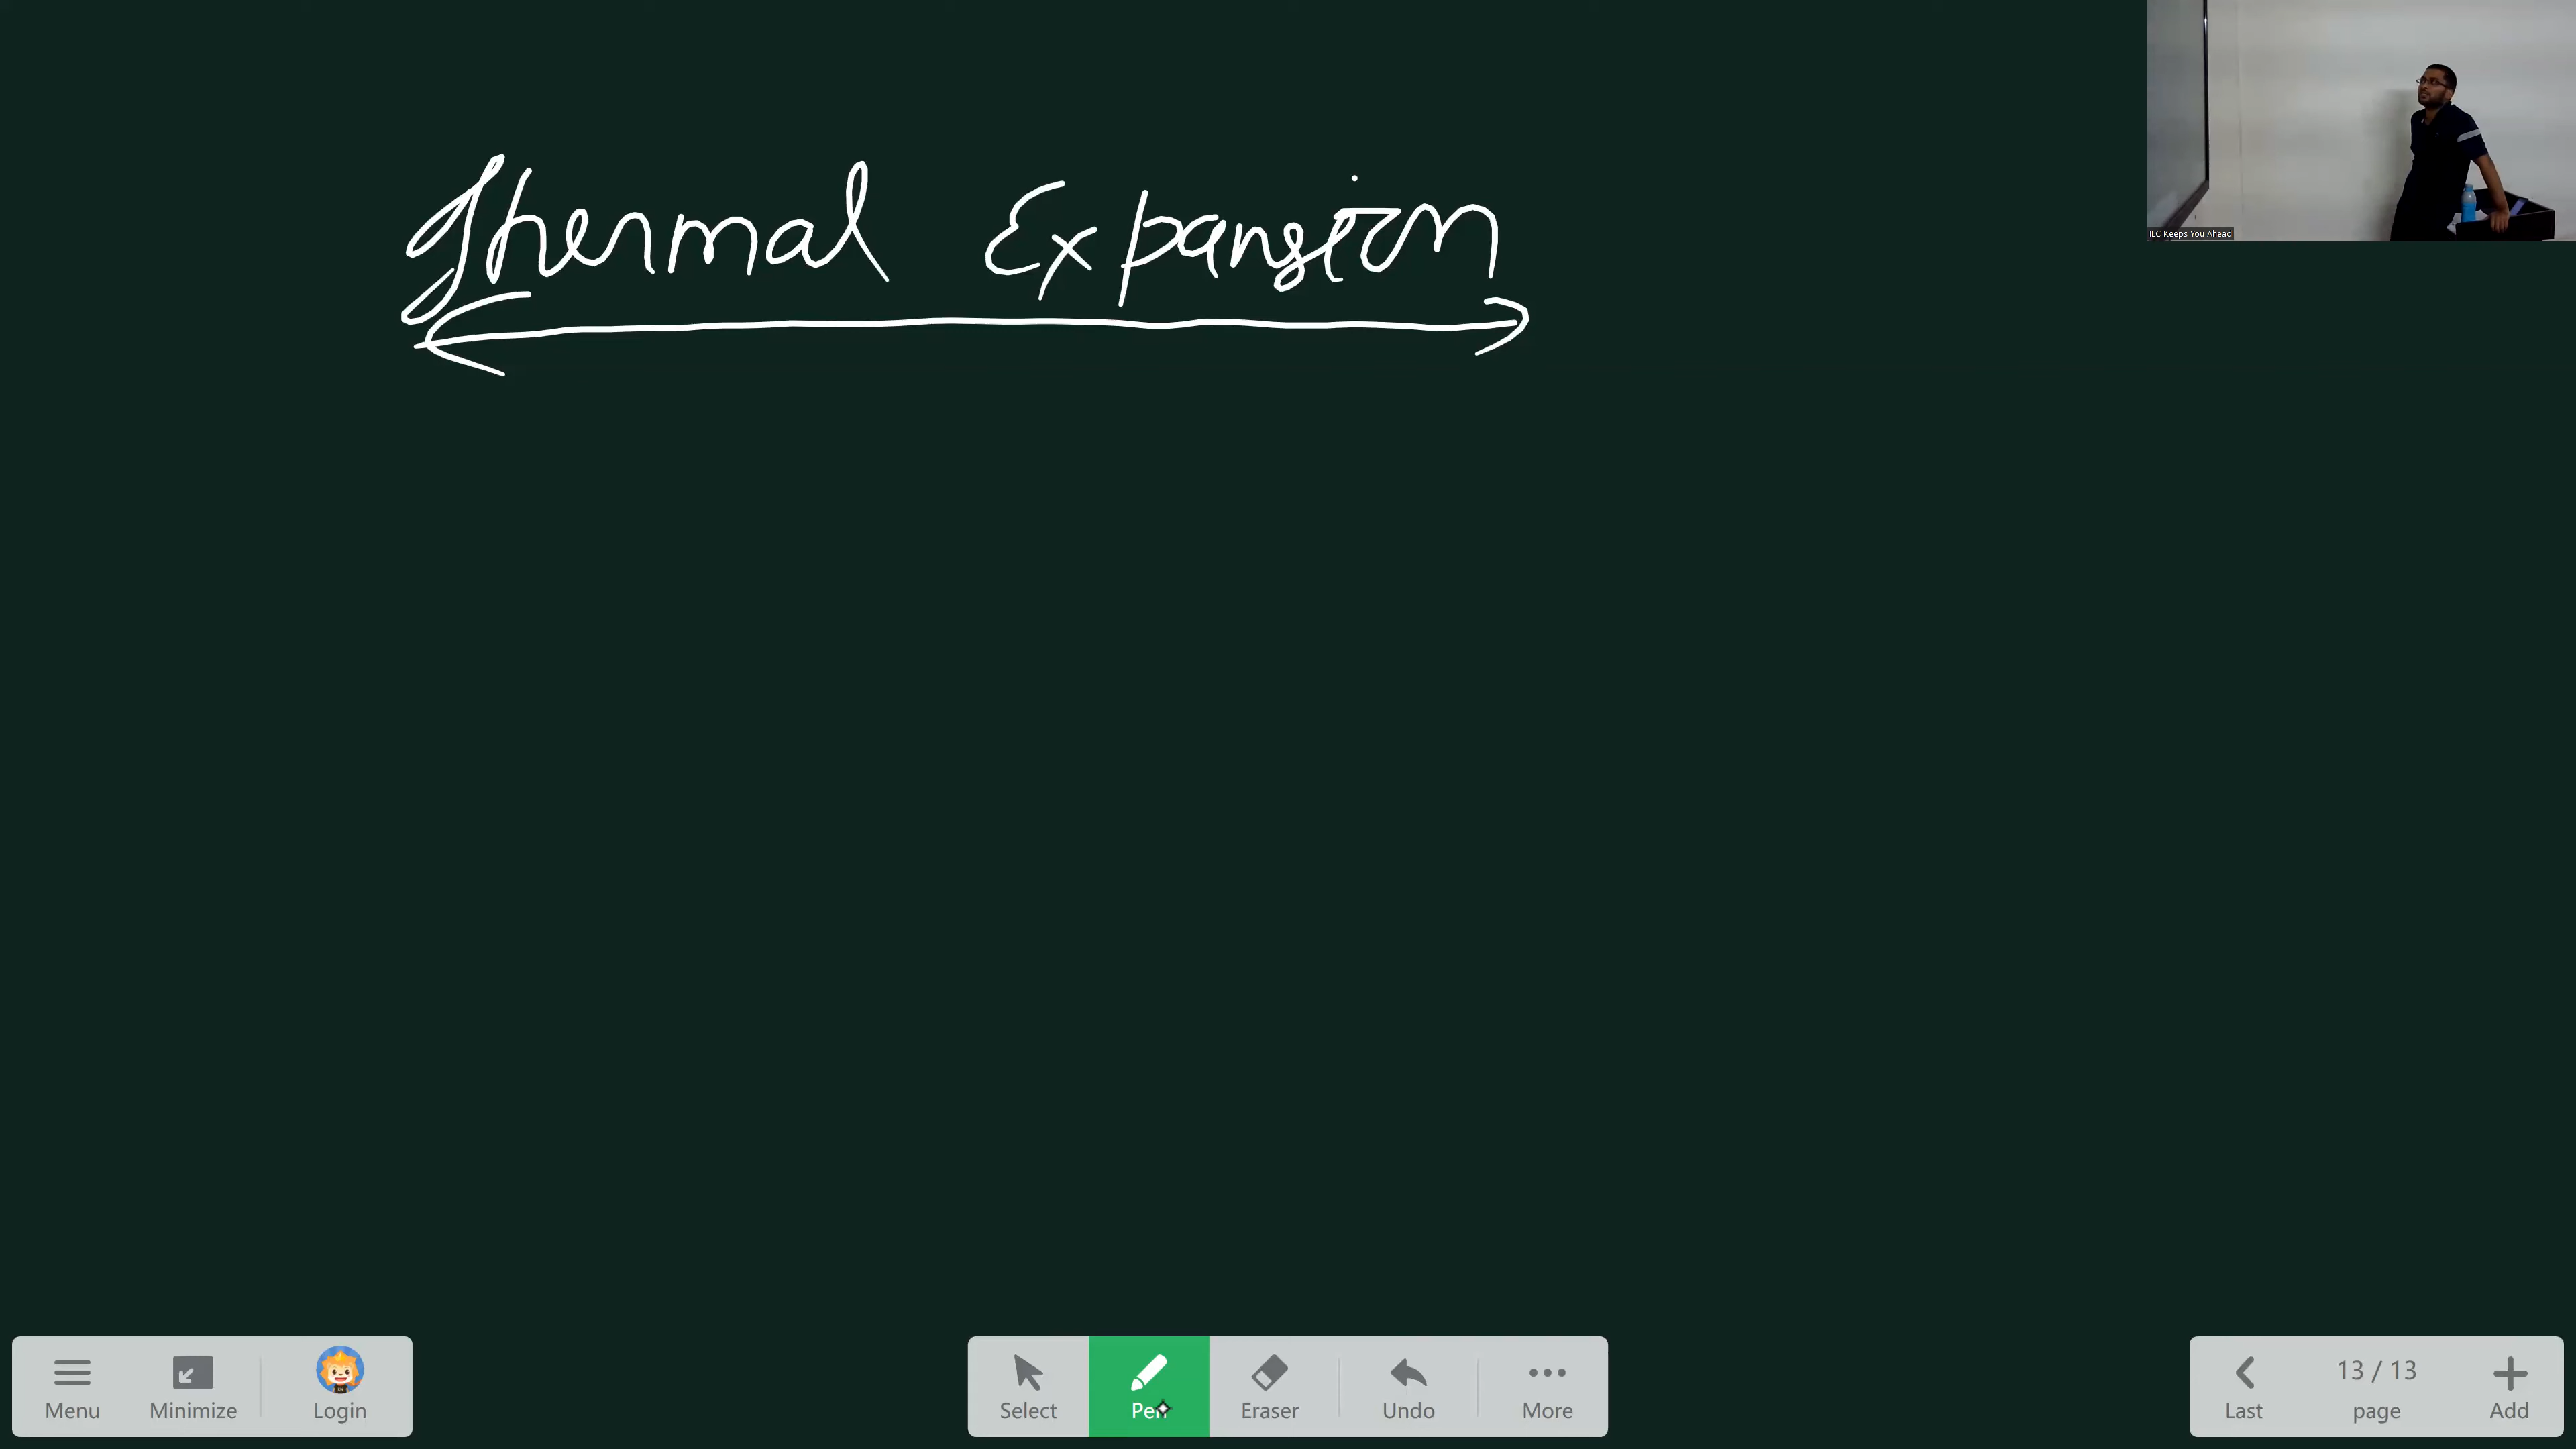 Thermal Expansion
ILC Keeps You Ahead
Menu
Minimize
Login
Select
Pen
Eraser
Undo
More
Last
13 / 13
page
Add